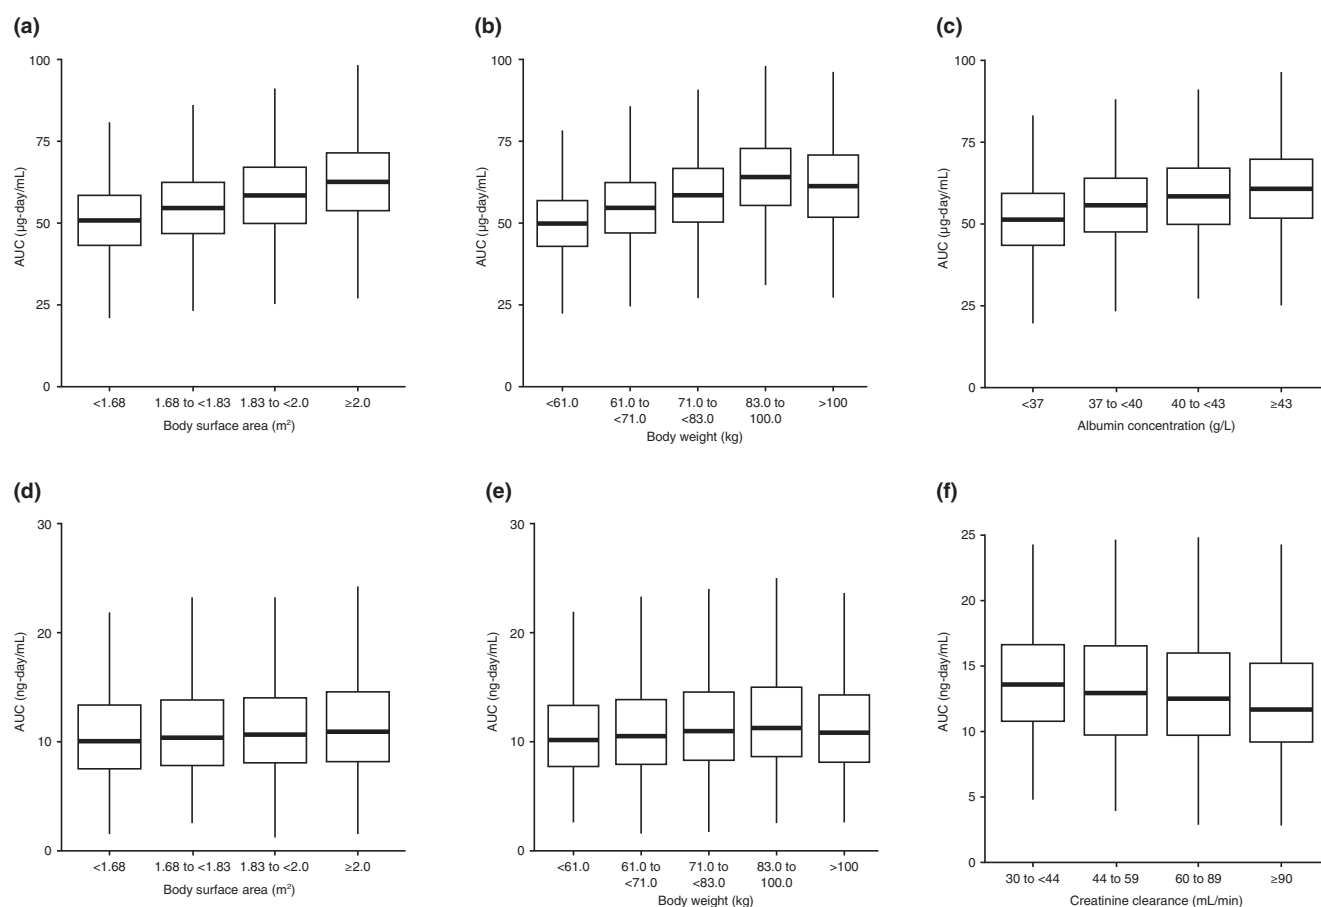 (a)
100
75
50
25
0
AUC (µg-day/mL)
<1.68 1.68 to <1.83 1.83 to <2.0 ≥2.0
Body surface area (m²)
(b)
100
75
50
25
0
AUC (µg-day/mL)
<61.0 61.0 to 71.0 to 83.0 to >100
<71.0 <83.0 100.0
Body weight (kg)
(c)
100
75
50
25
0
AUC (µg-day/mL)
<37 37 to <40 40 to <43 ≥43
Albumin concentration (g/L)
(d)
30
20
10
0
AUC (ng-day/mL)
<1.68 1.68 to <1.83 1.83 to <2.0 ≥2.0
Body surface area (m²)
(e)
30
20
10
0
AUC (ng-day/mL)
<61.0 61.0 to 71.0 to 83.0 to >100
<71.0 <83.0 100.0
Body weight (kg)
(f)
25
20
15
10
5
0
AUC (ng-day/mL)
30 to <44 44 to 59 60 to 89 ≥90
Creatinine clearance (mL/min)